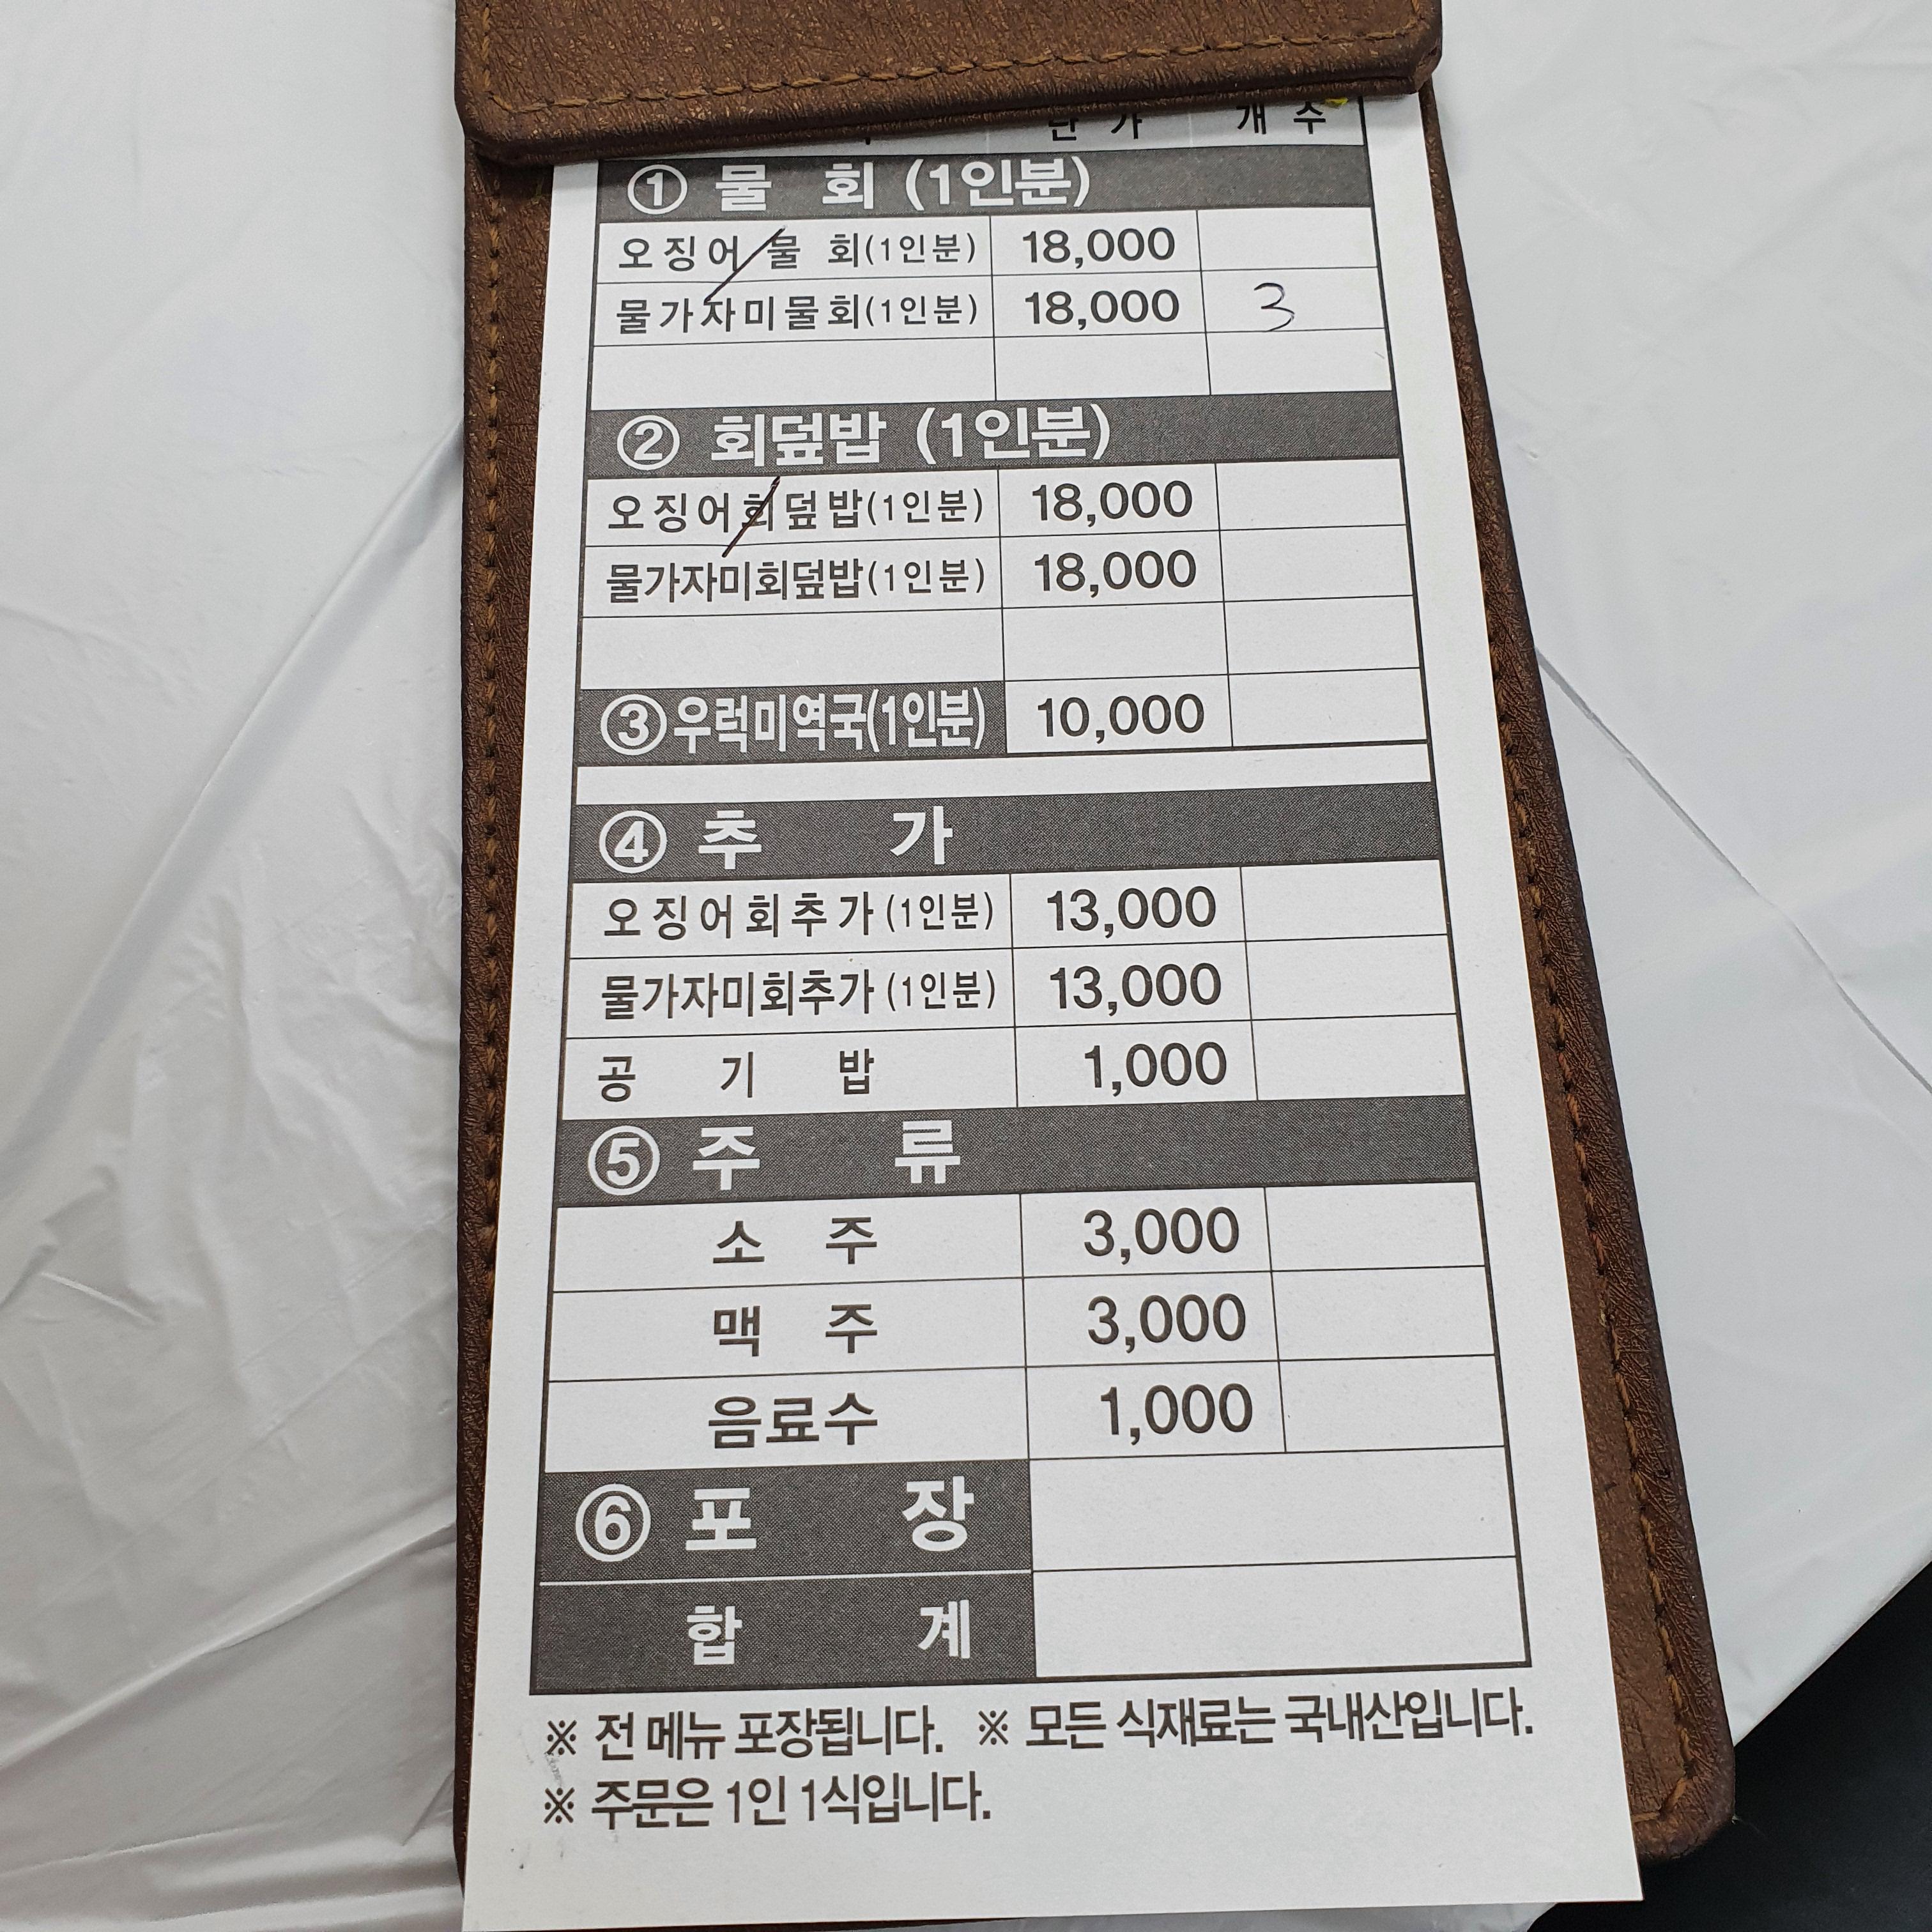 단 가 개 수
① 물 회 (1인분)
오징어 물 회(1인분) 18,000
물가자미물회(1인분) 18,000 3
② 회덮밥 (1인분)
오징어회덮밥(1인분) 18,000
물가자미회덮밥(1인분) 18,000
③ 우럭미역국(1인분) 10,000
④ 추 가
오징어회추가 (1인분) 13,000
물가자미회추가 (1인분) 13,000
공 기 밥 1,000
⑤ 주 류
소 주 3,000
맥 주 3,000
음료수 1,000
⑥ 포 장
합 계
※ 전 메뉴 포장됩니다. ※ 모든 식재료는 국내산입니다.
※ 주문은 1인 1식입니다.